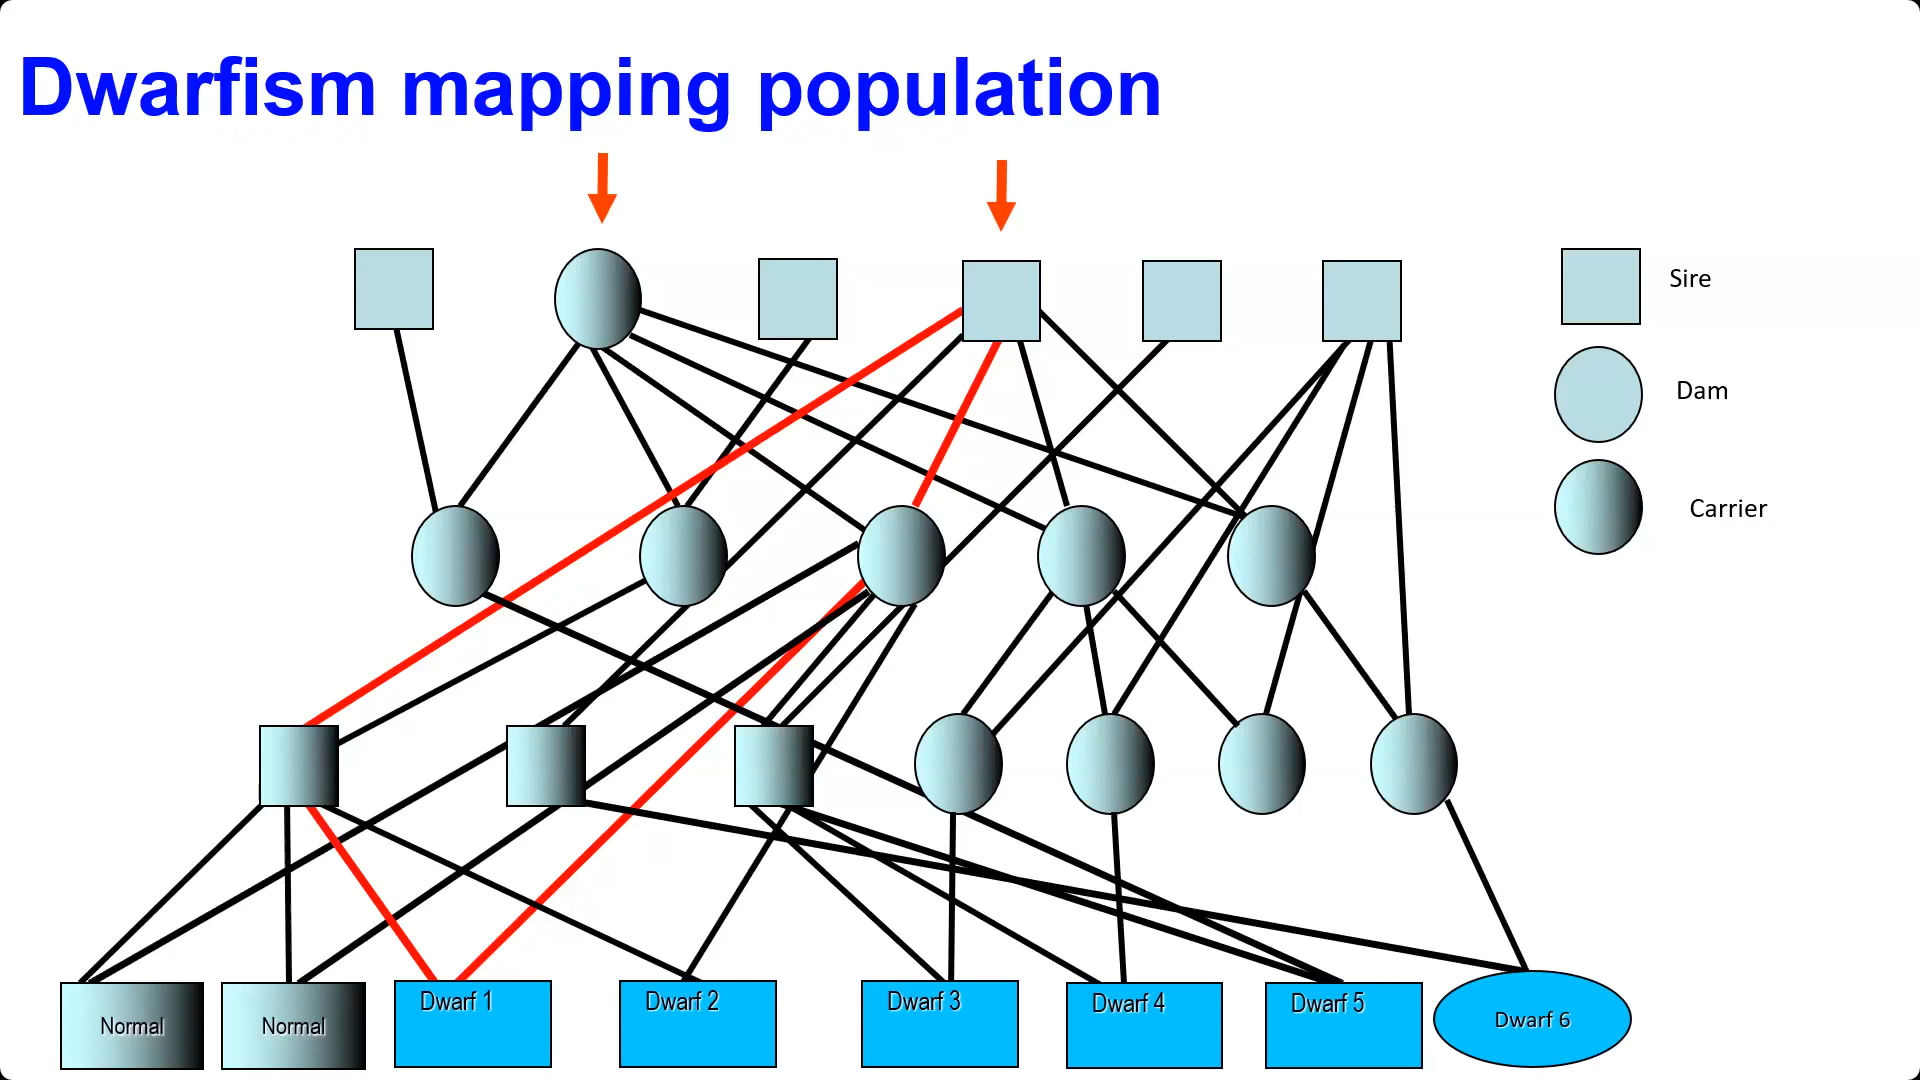 Dwarfism mapping population
Sire
Dam
Carrier
Normal
Normal
Dwarf 1
Dwarf 2
Dwarf 3
Dwarf 4
Dwarf 5
Dwarf 6